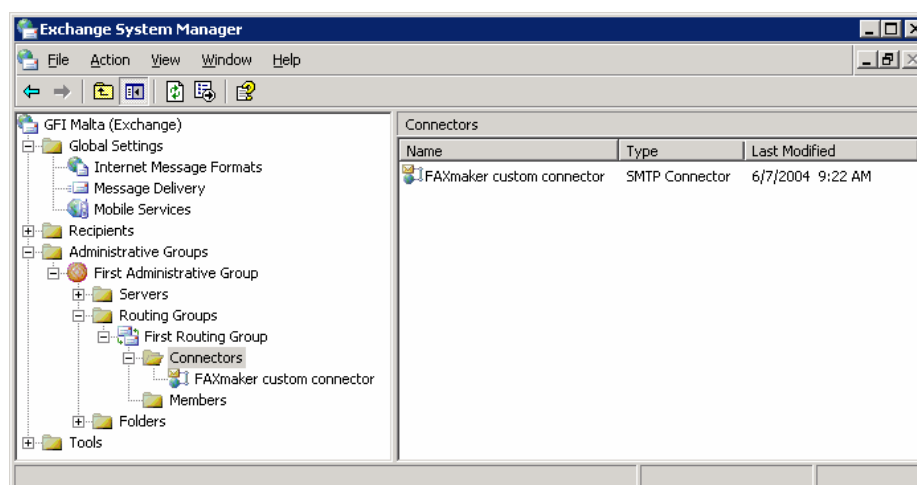 Exchange System Manager
File Action View Window Help
GFI Malta (Exchange)
Global Settings
Internet Message Formats
Message Delivery
Mobile Services
Recipients
Administrative Groups
First Administrative Group
Servers
Routing Groups
First Routing Group
Connectors
FAXmaker custom connector
Members
Folders
Tools
Connectors
Name Type Last Modified
FAXmaker custom connector SMTP Connector 6/7/2004 9:22 AM